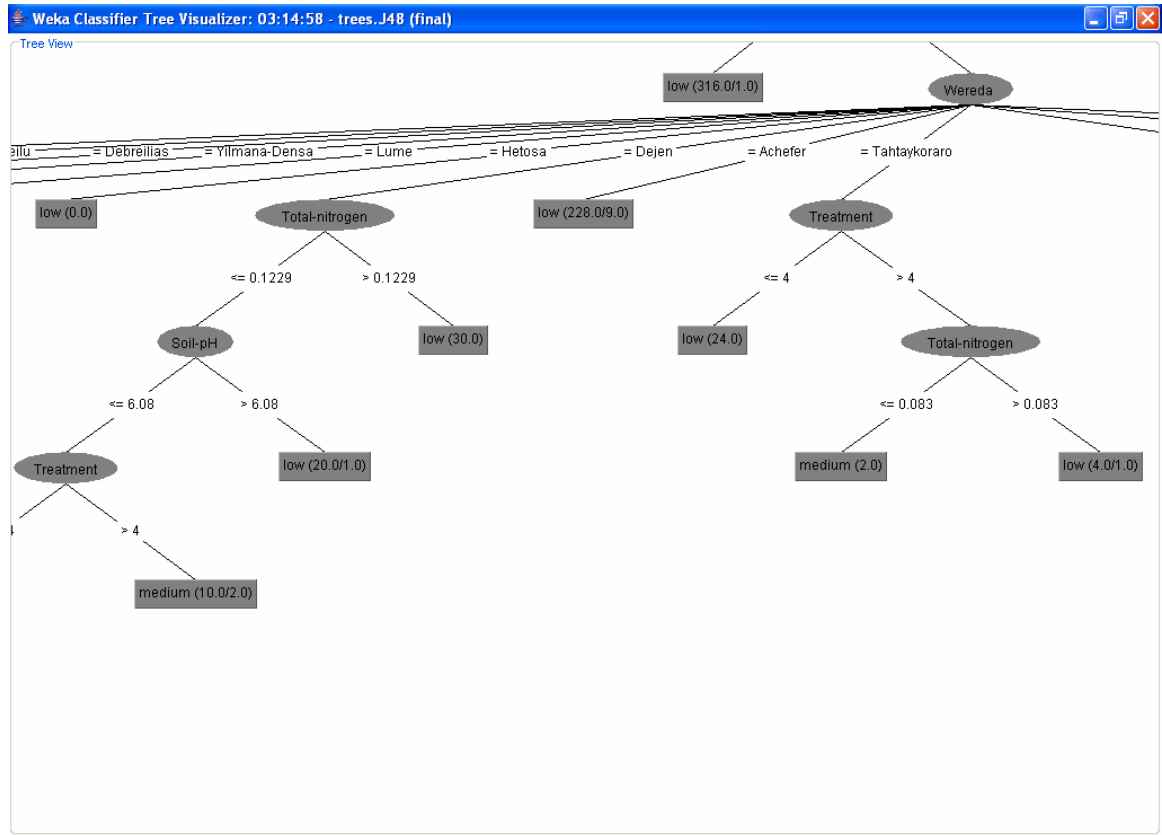 Weka Classifier Tree Visualizer: 03:14:58 - trees.J48 (final)
Tree View
low (316.0/1.0)
Wereda
= Debreilias = Yilmana-Densa = Lume = Hetosa = Dejen = Achefer = Tahtaykoraro
low (0.0) Total-nitrogen low (228.0/9.0) Treatment
<= 0.1229 > 0.1229 <= 4 > 4
Soil-pH low (30.0) low (24.0) Total-nitrogen
<= 6.08 > 6.08 <= 0.083 > 0.083
Treatment low (20.0/1.0) medium (2.0) low (4.0/1.0)
> 4
medium (10.0/2.0)